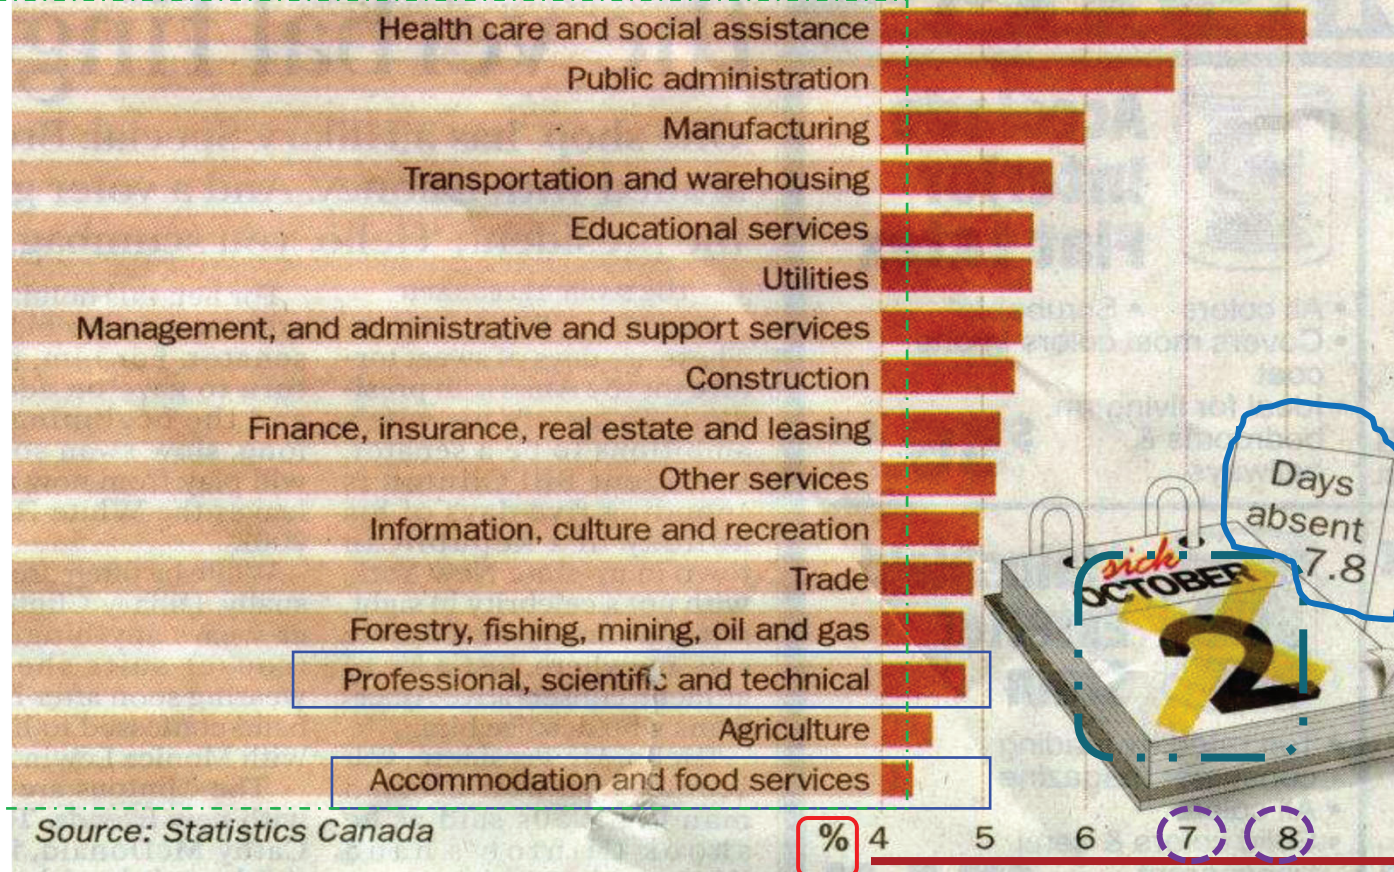 Health care and social assistance
Public administration
Manufacturing
Transportation and warehousing
Educational services
Utilities
Management, and administrative and support services
Construction
Finance, insurance, real estate and leasing
Other services
Information, culture and recreation
Trade
Forestry, fishing, mining, oil and gas
Professional, scientific and technical
Agriculture
Accommodation and food services
Source: Statistics Canada
% 4 5 6 7 8
Days
absent
7.8
sick
OCTOBER
2